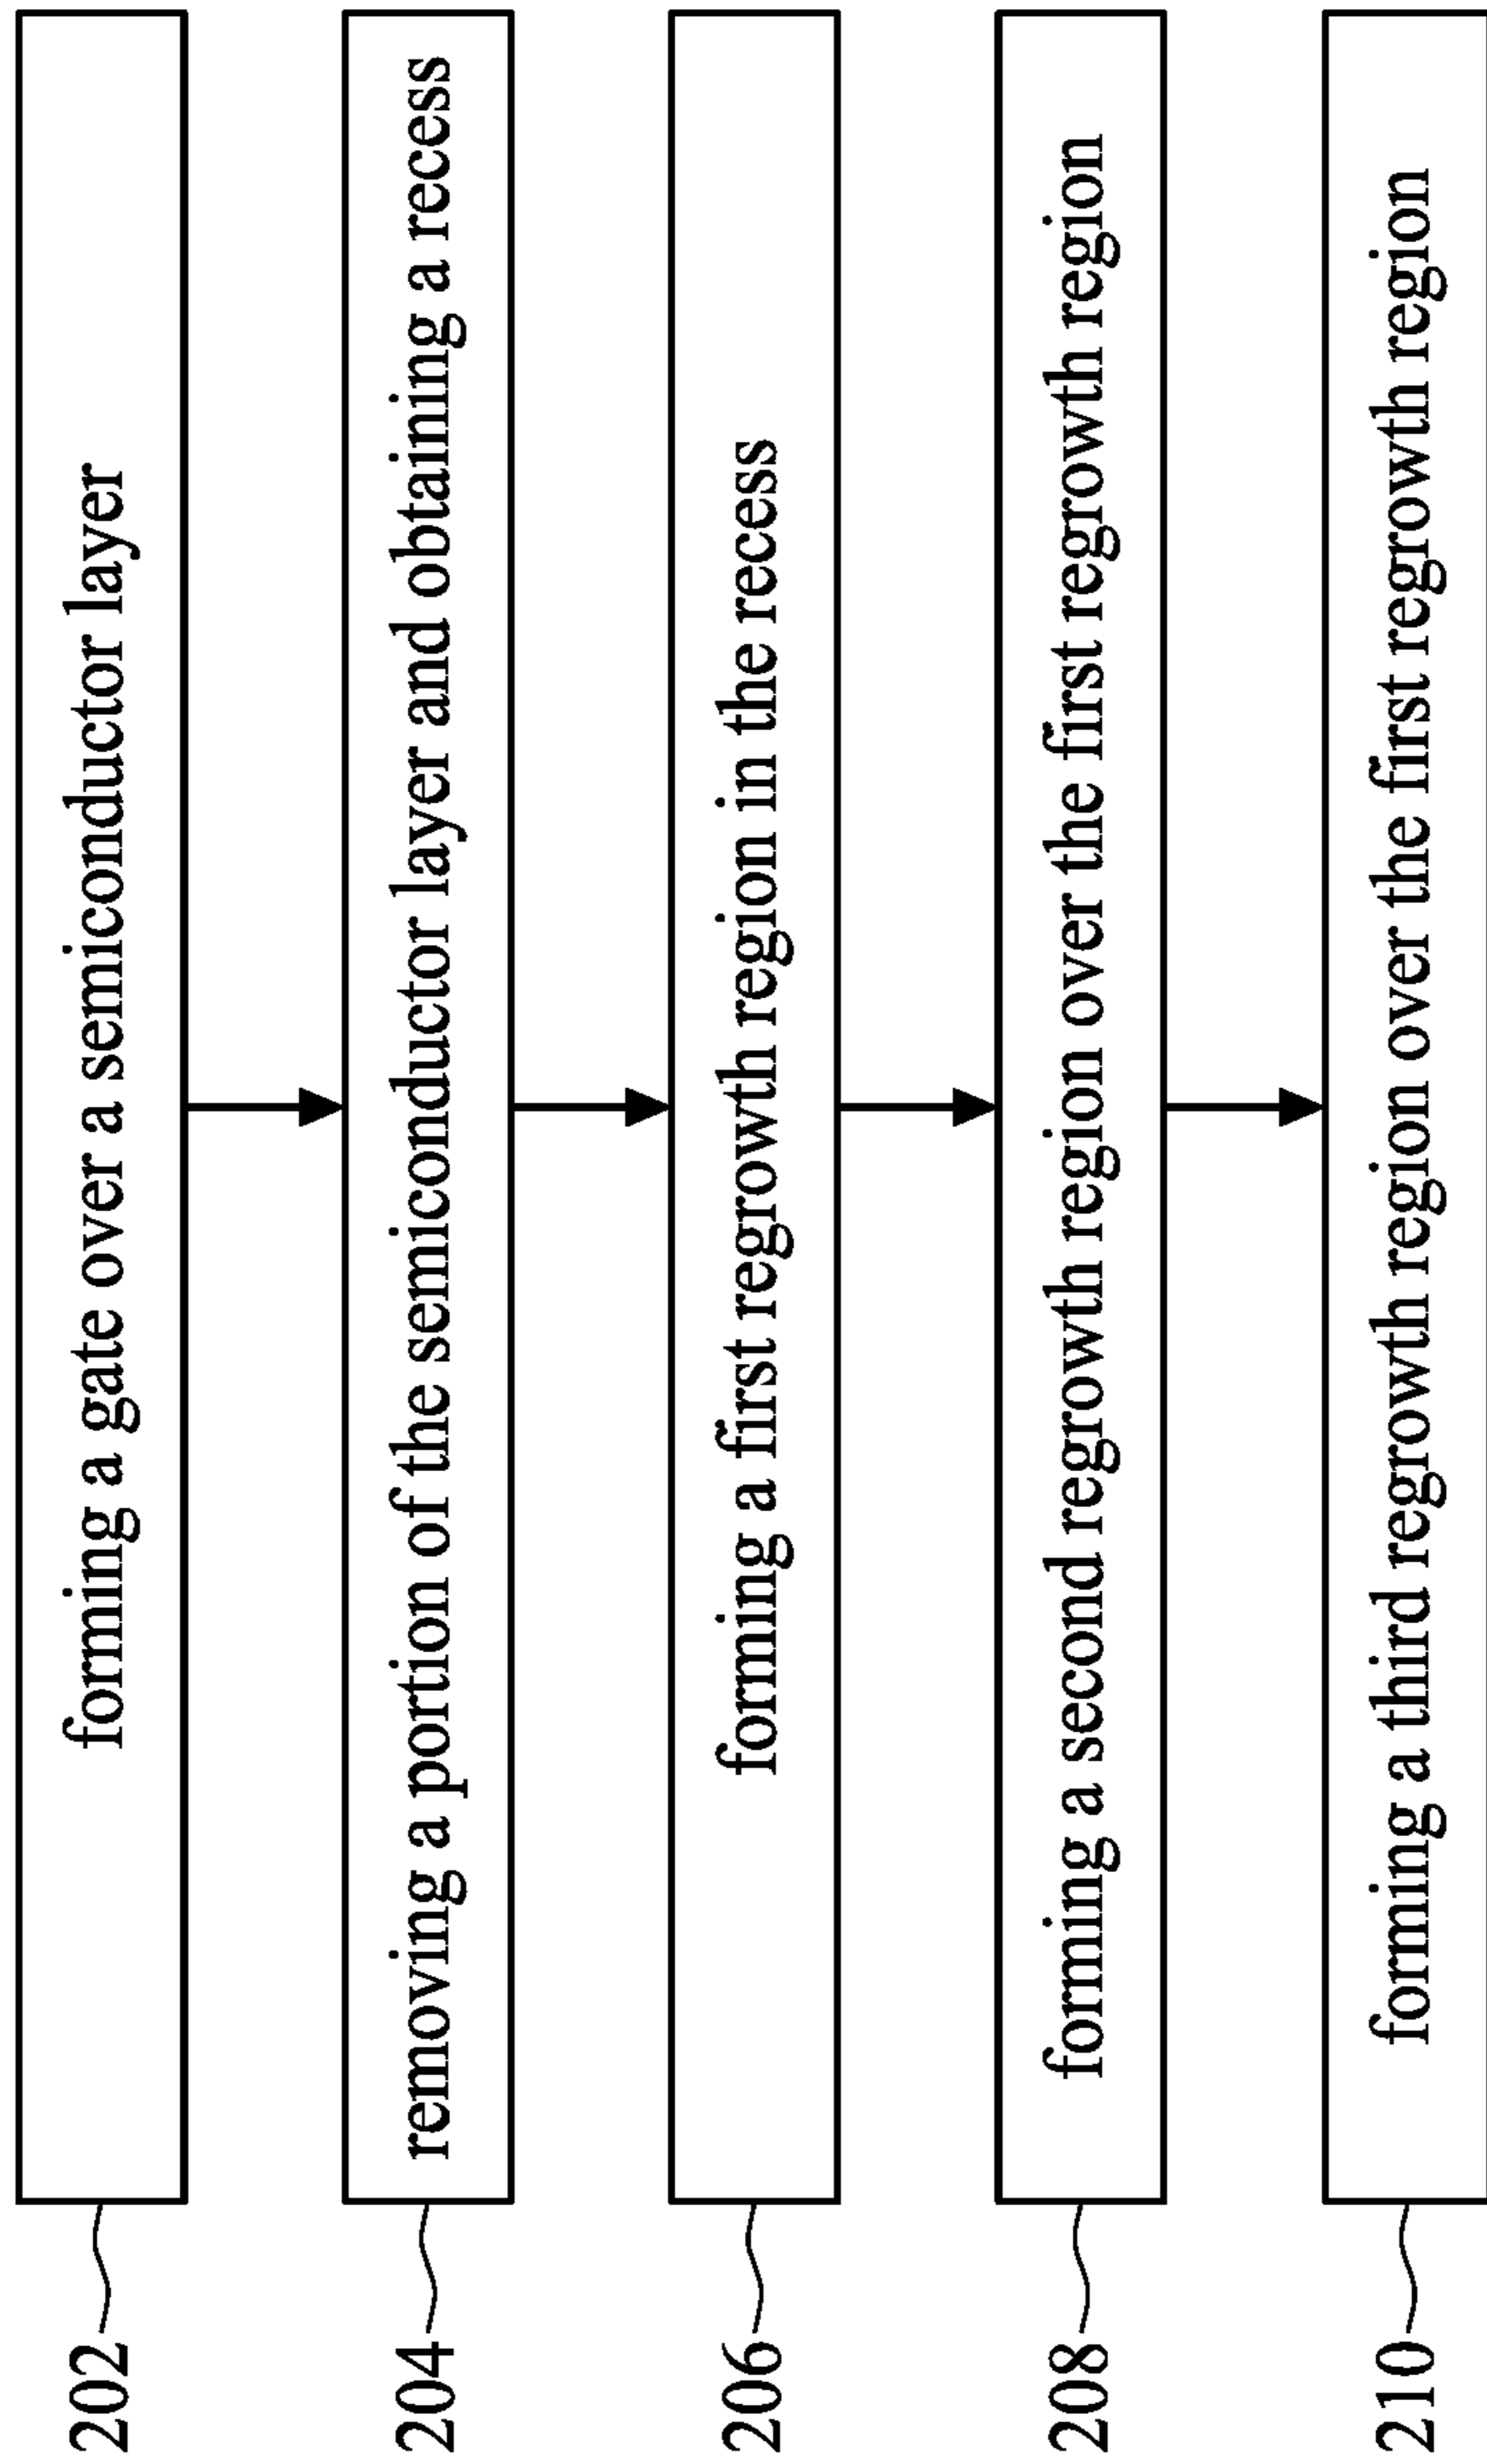 202 forming a gate over a semiconductor layer
204 removing a portion of the semiconductor layer and obtaining a recess
206 forming a first regrowth region in the recess
208 forming a second regrowth region over the first regrowth region
210 forming a third regrowth region over the first regrowth region